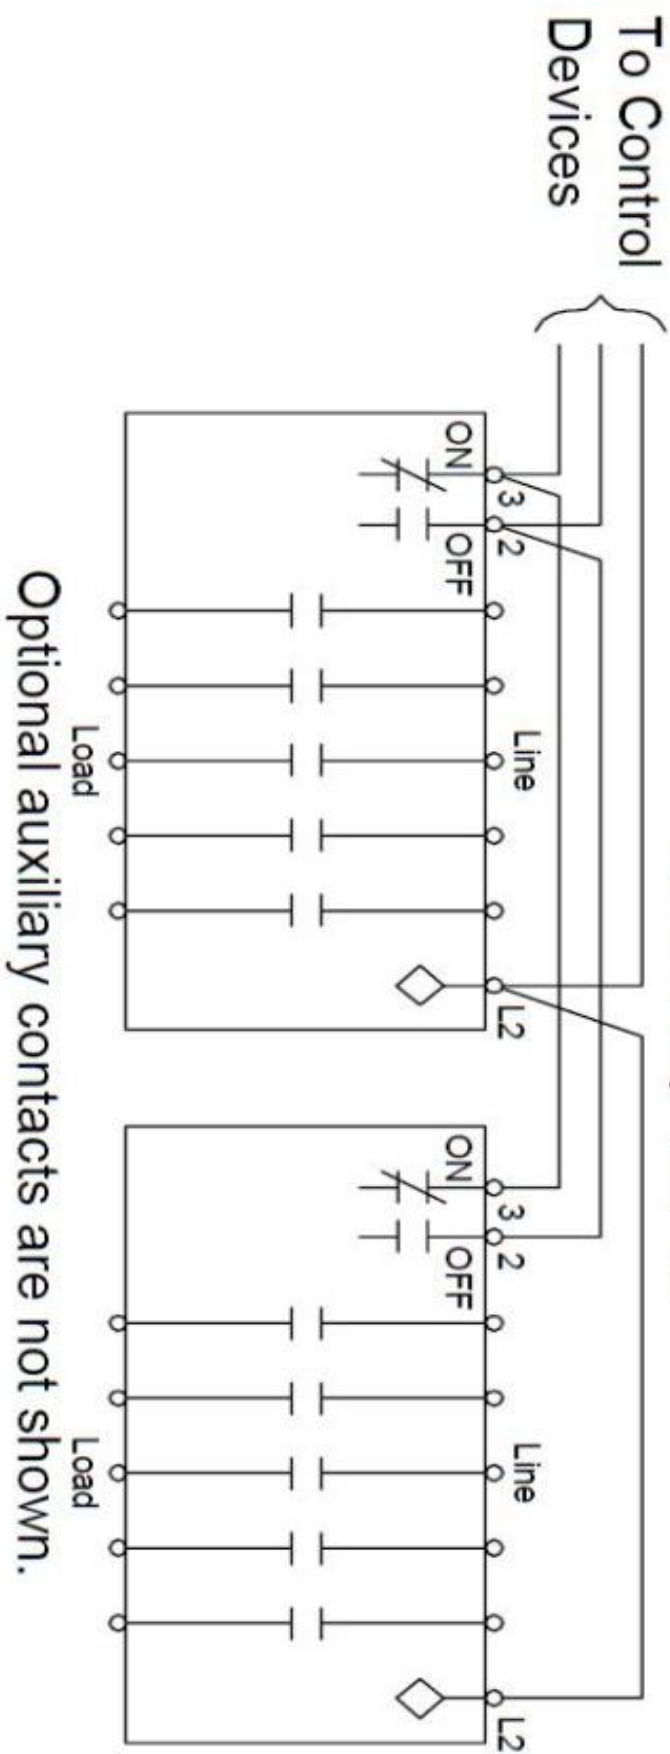 To Control
Devices
ON
3
2
OFF
Line
L2
Load
ON
3
2
OFF
Line
L2
Load
Optional auxiliary contacts are not shown.